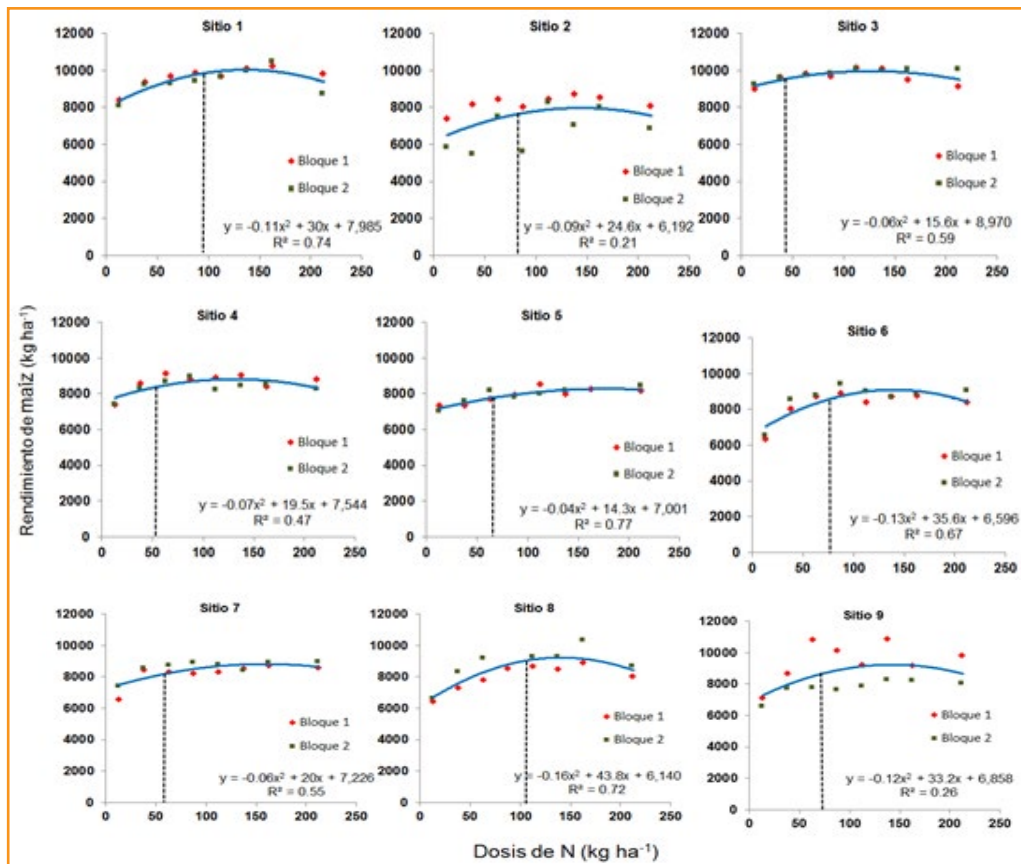 Sitio 1
12000
10000
8000
6000
4000
2000
0
0 50 100 150 200 250
Bloque 1
Bloque 2
y = -0.11x² + 30x + 7,985
R² = 0.74
Sitio 2
12000
10000
8000
6000
4000
2000
0
0 50 100 150 200 250
Bloque 1
Bloque 2
y = -0.09x² + 24.6x + 6,192
R² = 0.21
Sitio 3
12000
10000
8000
6000
4000
2000
0
0 50 100 150 200 250
Bloque 1
Bloque 2
y = -0.06x² + 15.6x + 8,970
R² = 0.59
Rendimiento de maíz (kg ha⁻¹)
Sitio 4
12000
10000
8000
6000
4000
2000
0
0 50 100 150 200 250
Bloque 1
Bloque 2
y = -0.07x² + 19.5x + 7,544
R² = 0.47
Sitio 5
12000
10000
8000
6000
4000
2000
0
0 50 100 150 200 250
Bloque 1
Bloque 2
y = -0.04x² + 14.3x + 7,001
R² = 0.77
Sitio 6
12000
10000
8000
6000
4000
2000
0
0 50 100 150 200 250
Bloque 1
Bloque 2
y = -0.13x² + 35.6x + 6,596
R² = 0.67
Sitio 7
12000
10000
8000
6000
4000
2000
0
0 50 100 150 200 250
Bloque 1
Bloque 2
y = -0.06x² + 20x + 7,226
R² = 0.55
Sitio 8
12000
10000
8000
6000
4000
2000
0
0 50 100 150 200 250
Bloque 1
Bloque 2
y = -0.16x² + 43.8x + 6,140
R² = 0.72
Sitio 9
12000
10000
8000
6000
4000
2000
0
0 50 100 150 200 250
Bloque 1
Bloque 2
y = -0.12x² + 33.2x + 6,858
R² = 0.26
Dosis de N (kg ha⁻¹)